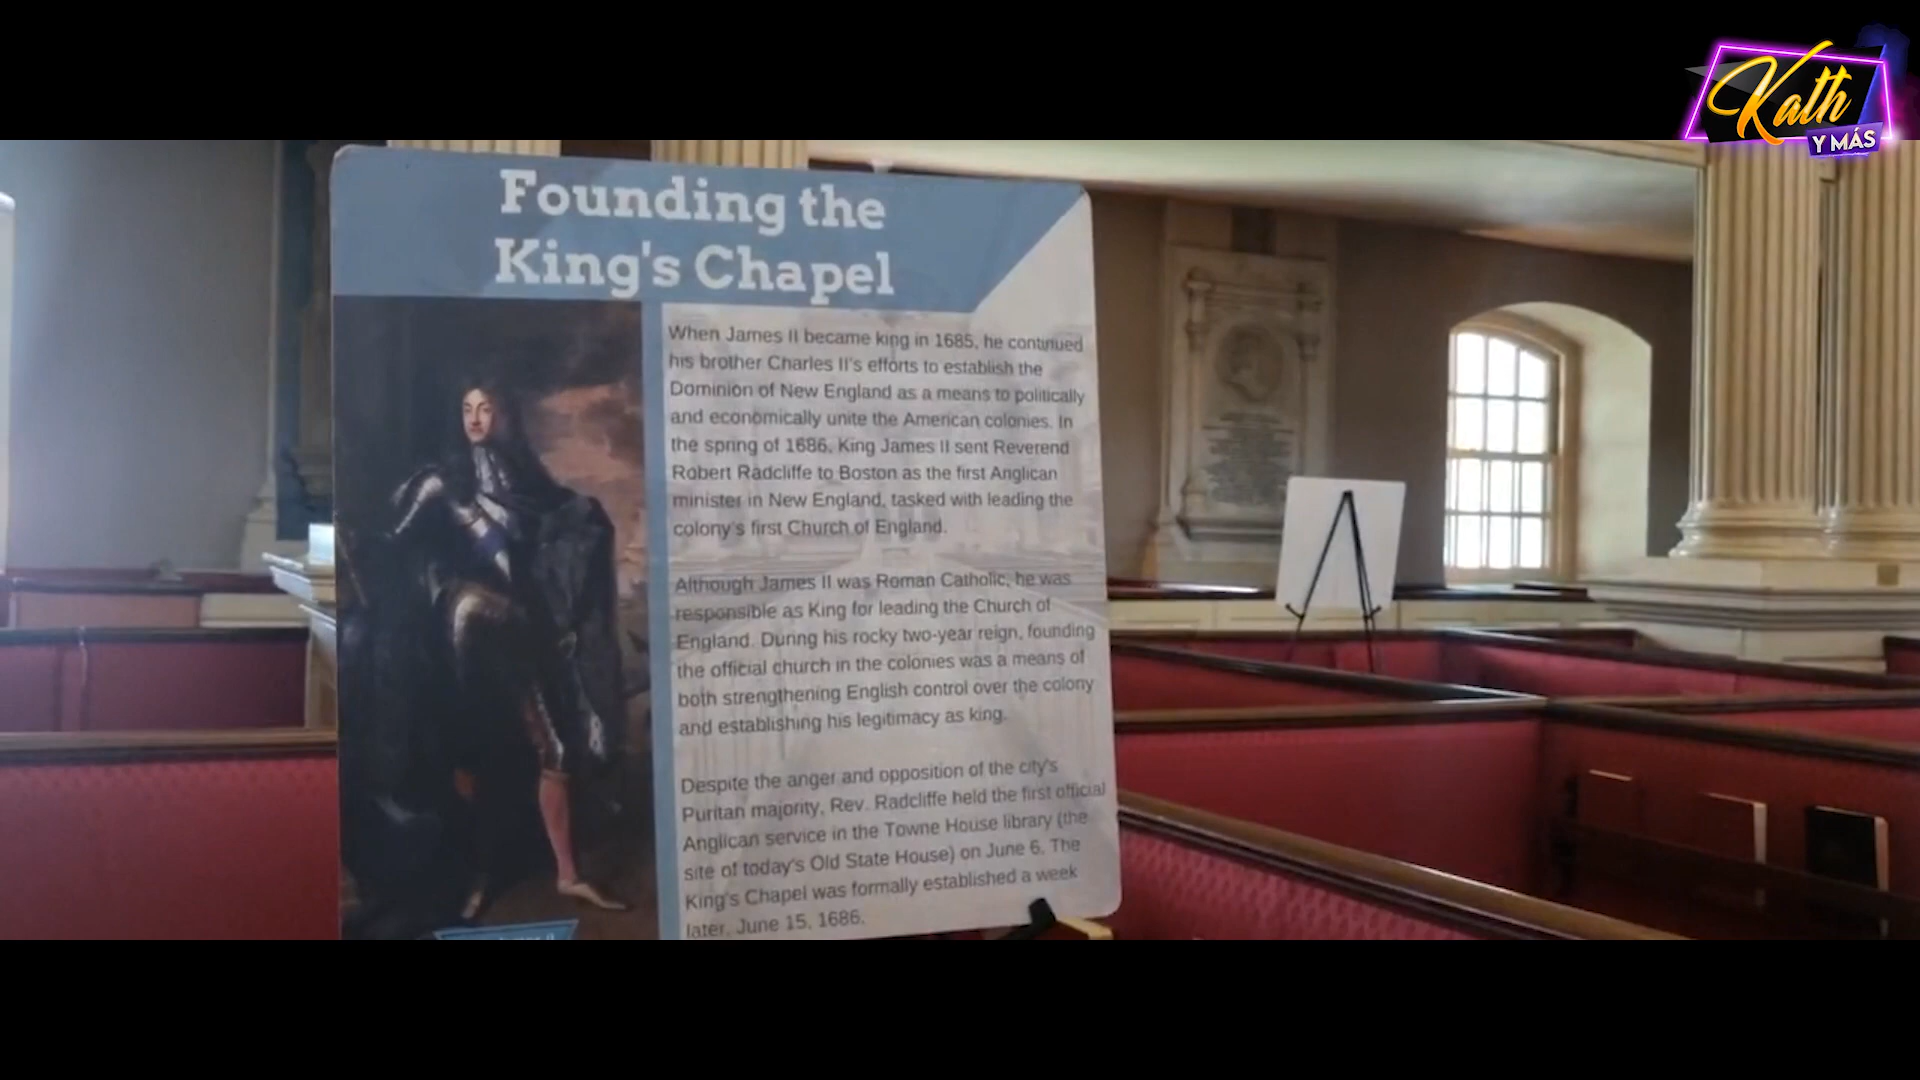 Kath
Y MÁS
Founding the
King's Chapel
When James II became king in 1685, he continued
his brother Charles II's efforts to establish the
Dominion of New England as a means to politically
and economically unite the American colonies. In
the spring of 1686, King James II sent Reverend
Robert Radcliffe to Boston as the first Anglican
minister in New England, tasked with leading the
colony's first Church of England.
Although James II was Roman Catholic, he was
responsible as King for leading the Church of
England. During his rocky two-year reign, founding
the official church in the colonies was a means of
both strengthening English control over the colony
and establishing his legitimacy as king.
Despite the anger and opposition of the city's
Puritan majority, Rev. Radcliffe held the first official
Anglican service in the Towne House library (the
site of today's Old State House) on June 6. The
King's Chapel was formally established a week
later, June 15, 1686.